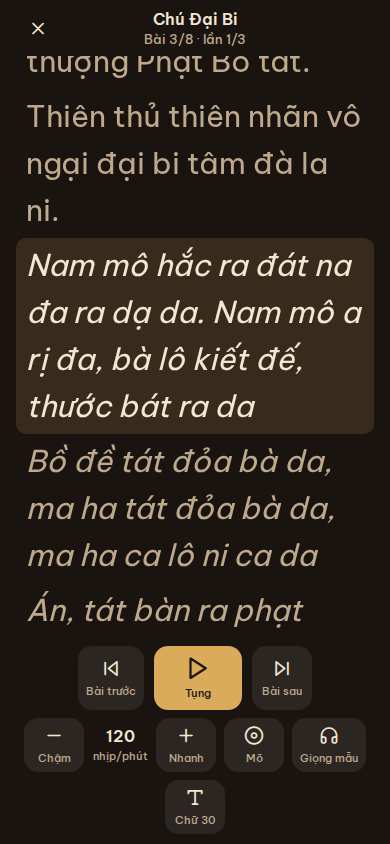 Chú Đại Bi
Bài 3/8 · lần 1/3
thượng Phật Bồ tát.
Thiên thủ thiên nhãn vô
ngại đại bi tâm đà la
ni.
Nam mô hắc ra đát na
đa ra dạ da. Nam mô a
rị đa, bà lô kiết đế,
thước bát ra da
Bồ đề tát đỏa bà da,
ma ha tát đỏa bà da,
ma ha ca lô ni ca da
Án, tát bàn ra phạt
Bài trước
Tụng
Bài sau
Chậm
120
nhịp/phút
Nhanh
Mõ
Giọng mẫu
Chữ 30